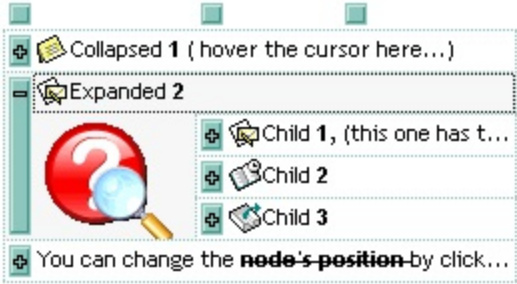 Collapsed 1 ( hover the cursor here...)
Expanded 2
Child 1, (this one has t...
Child 2
Child 3
You can change the node's position by click...